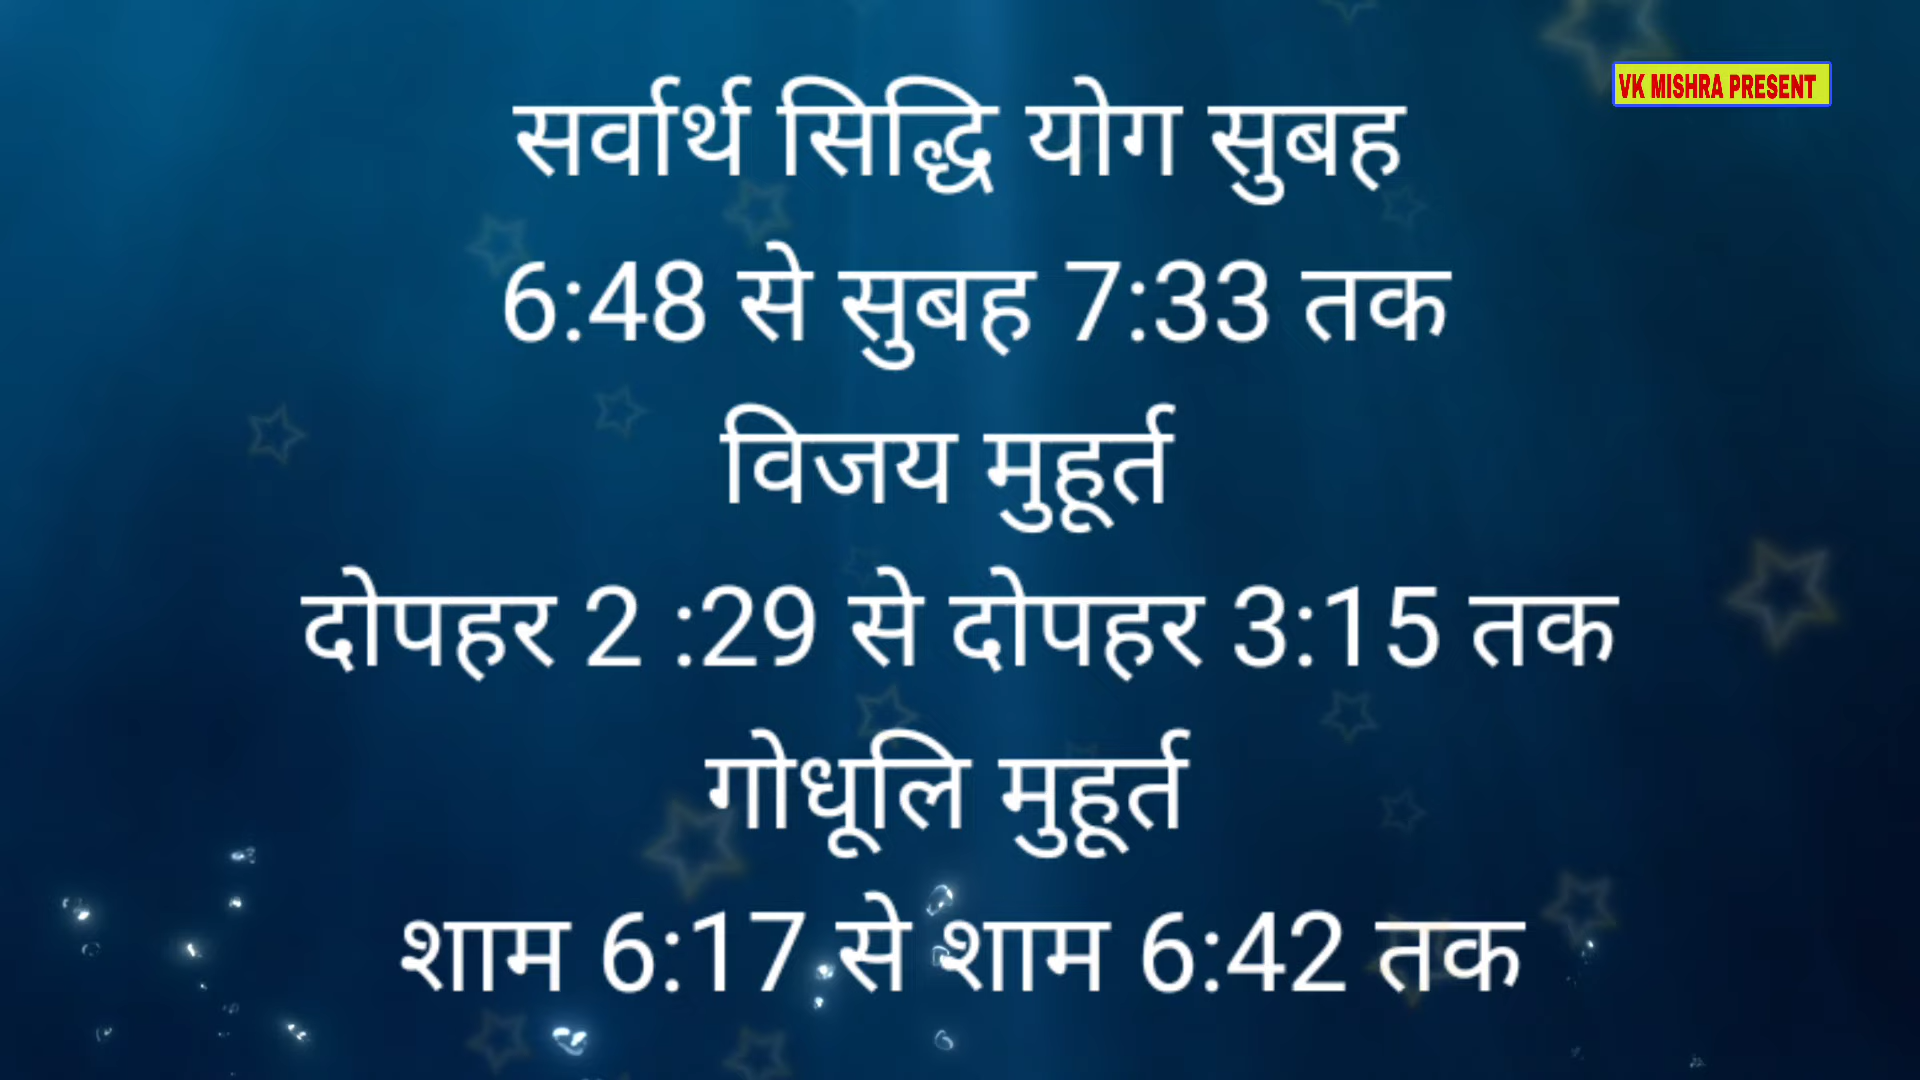 VK MISHRA PRESENT
सर्वार्थ सिद्धि योग सुबह
6:48 से सुबह 7:33 तक
विजय मुहूर्त
दोपहर 2 :29 से दोपहर 3:15 तक
गोधूलि मुहूर्त
शाम 6:17 से शाम 6:42 तक